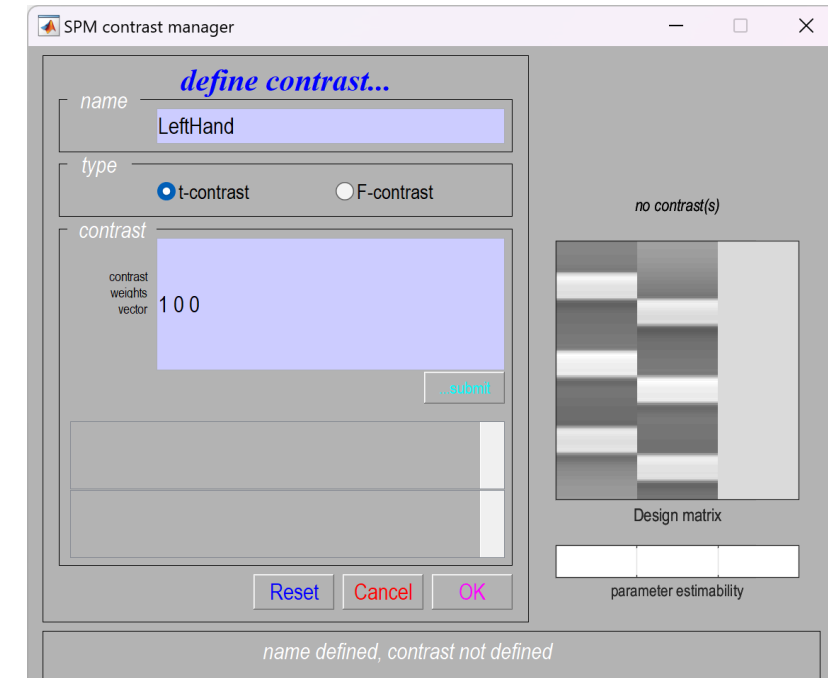 SPM contrast manager
define contrast...
name
LeftHand
type
t-contrast
F-contrast
contrast
contrast
weights
vector
1 0 0
...submit
no contrast(s)
Design matrix
parameter estimability
Reset
Cancel
OK
name defined, contrast not defined